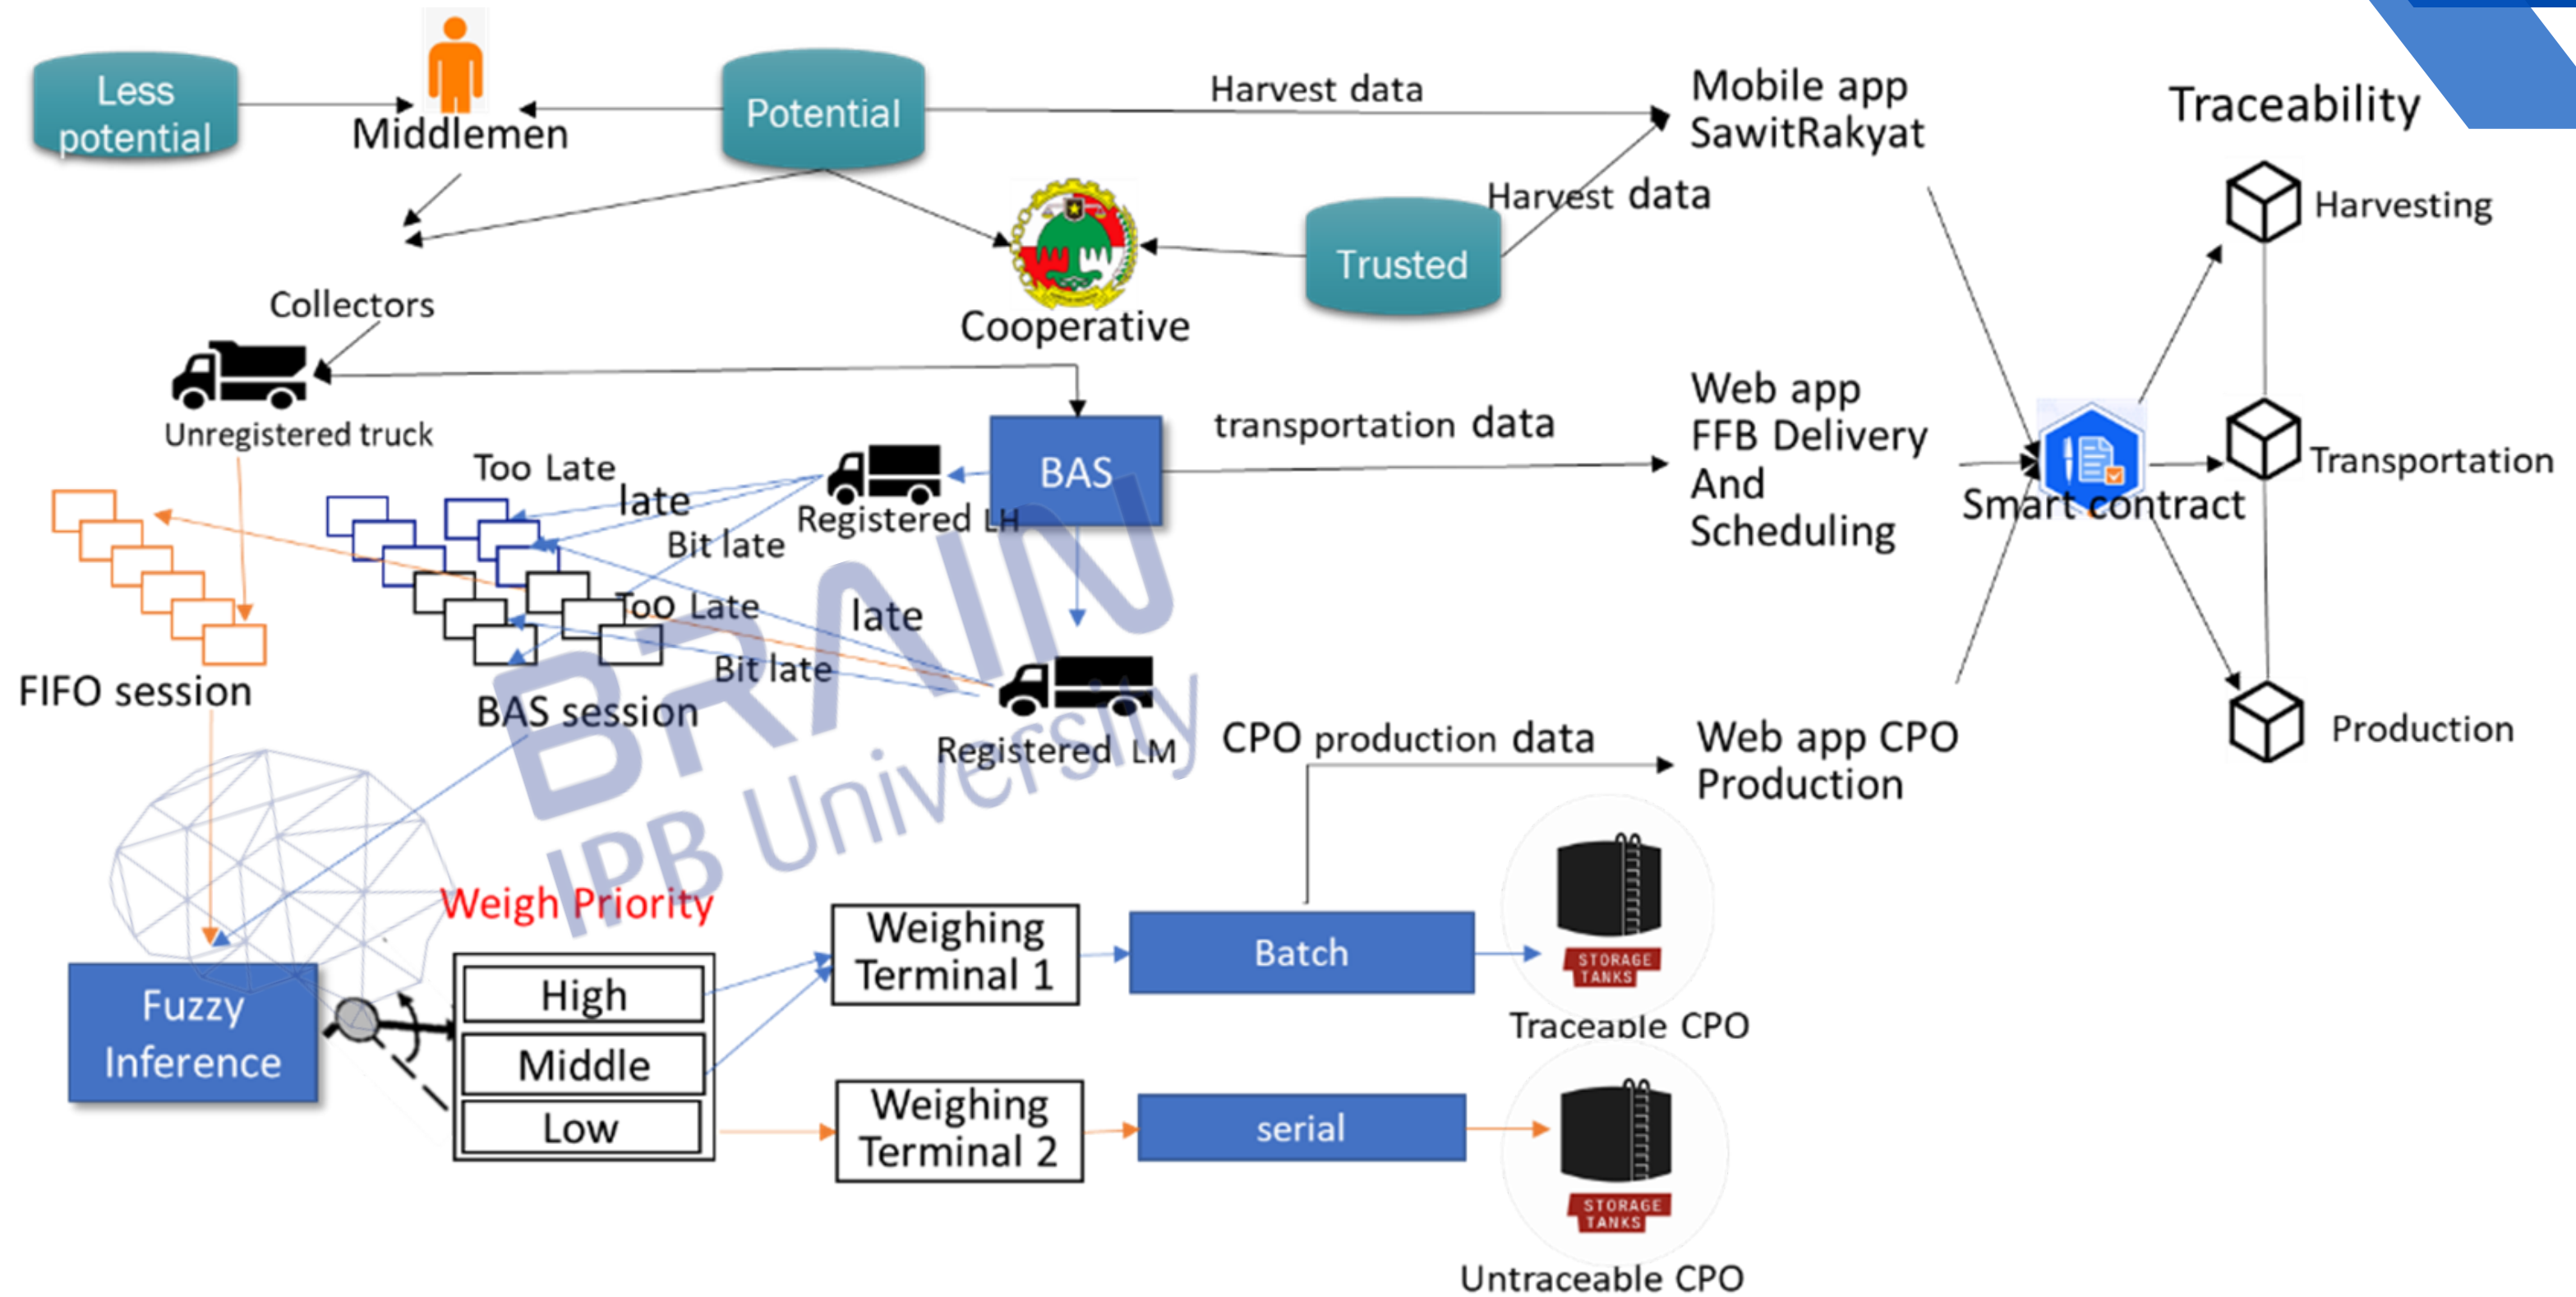 Less
potential
Middlemen
Potential
Harvest data
Mobile app
SawitRakyat
Traceability
Harvest data
Harvesting
Trusted
Cooperative
Collectors
Unregistered truck
Too Late
late
Bit late
Registered LH
BAS
transportation data
Web app
FFB Delivery
And
Scheduling
Smart contract
Transportation
Too Late
late
Bit late
FIFO session
BAS session
Registered LM
CPO production data
Web app CPO
Production
Production
BRAIN
IPB University
Weigh Priority
Fuzzy
Inference
High
Middle
Low
Weighing
Terminal 1
Batch
STORAGE
TANKS
Traceable CPO
Weighing
Terminal 2
serial
STORAGE
TANKS
Untraceable CPO